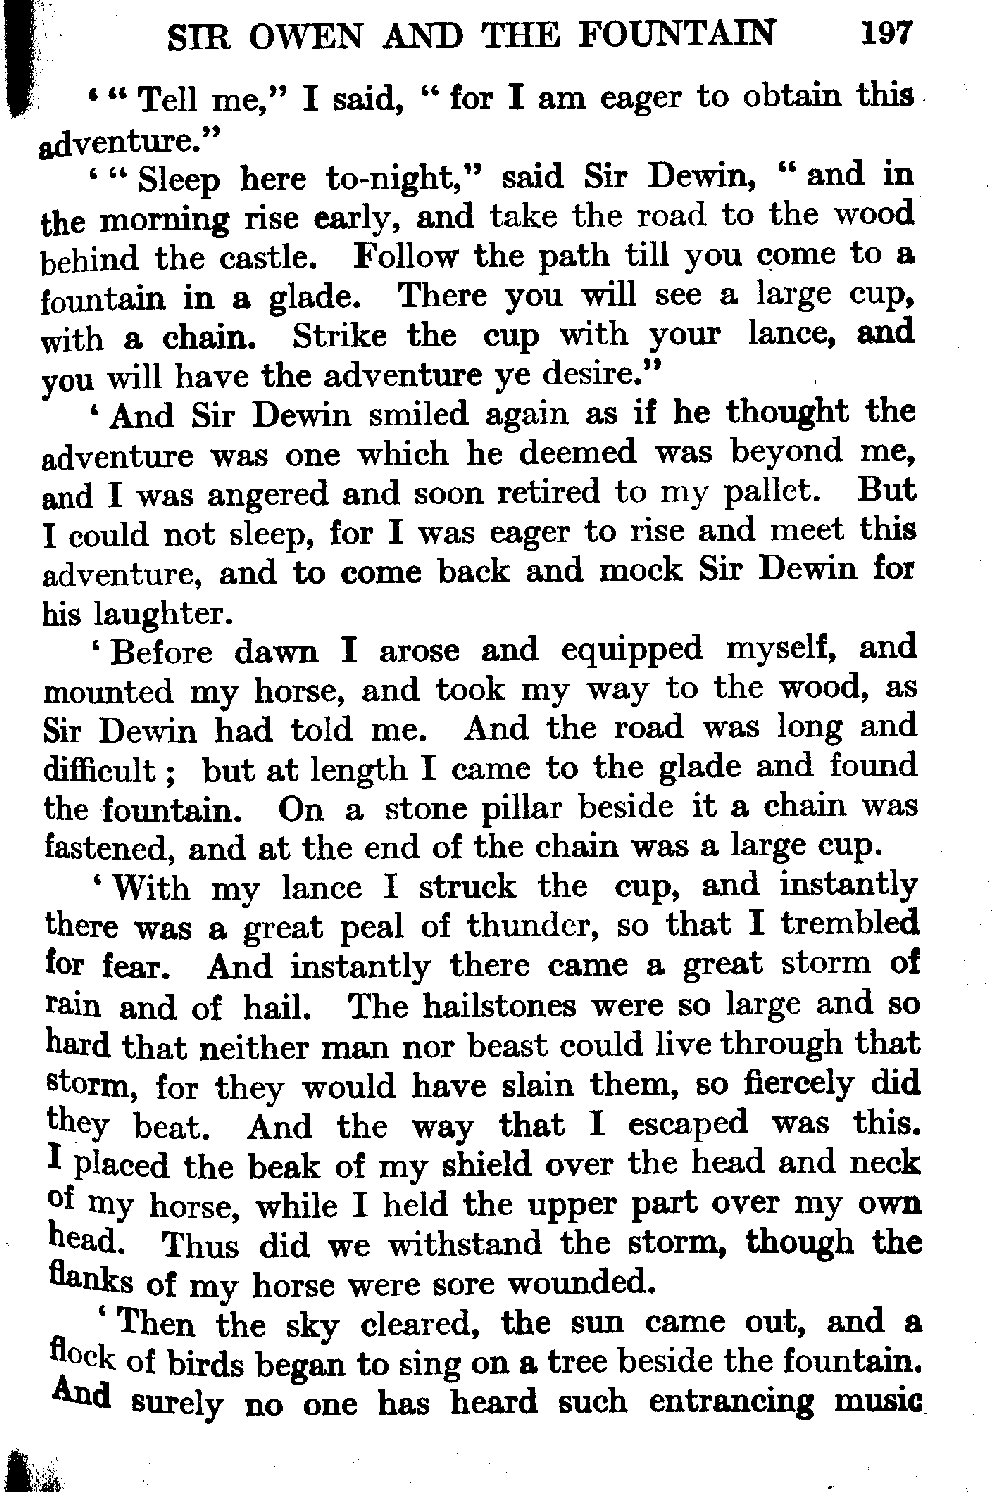 SIR OWEN AND THE FOUNTAIN 197
‘ “ Tell me,” I said, “ for I am eager to obtain this
adventure.”
‘ “ Sleep here to-night,” said Sir Dewin, “ and in
the morning rise early, and take the road to the wood
behind the castle. Follow the path till you come to a
fountain in a glade. There you will see a large cup,
with a chain. Strike the cup with your lance, and
you will have the adventure ye desire.”
‘ And Sir Dewin smiled again as if he thought the
adventure was one which he deemed was beyond me,
and I was angered and soon retired to my pallet. But
I could not sleep, for I was eager to rise and meet this
adventure, and to come back and mock Sir Dewin for
his laughter.
‘ Before dawn I arose and equipped myself, and
mounted my horse, and took my way to the wood, as
Sir Dewin had told me. And the road was long and
difficult ; but at length I came to the glade and found
the fountain. On a stone pillar beside it a chain was
fastened, and at the end of the chain was a large cup.
‘ With my lance I struck the cup, and instantly
there was a great peal of thunder, so that I trembled
for fear. And instantly there came a great storm of
rain and of hail. The hailstones were so large and so
hard that neither man nor beast could live through that
storm, for they would have slain them, so fiercely did
they beat. And the way that I escaped was this.
I placed the beak of my shield over the head and neck
of my horse, while I held the upper part over my own
head. Thus did we withstand the storm, though the
flanks of my horse were sore wounded.
‘ Then the sky cleared, the sun came out, and a
flock of birds began to sing on a tree beside the fountain.
And surely no one has heard such entrancing music